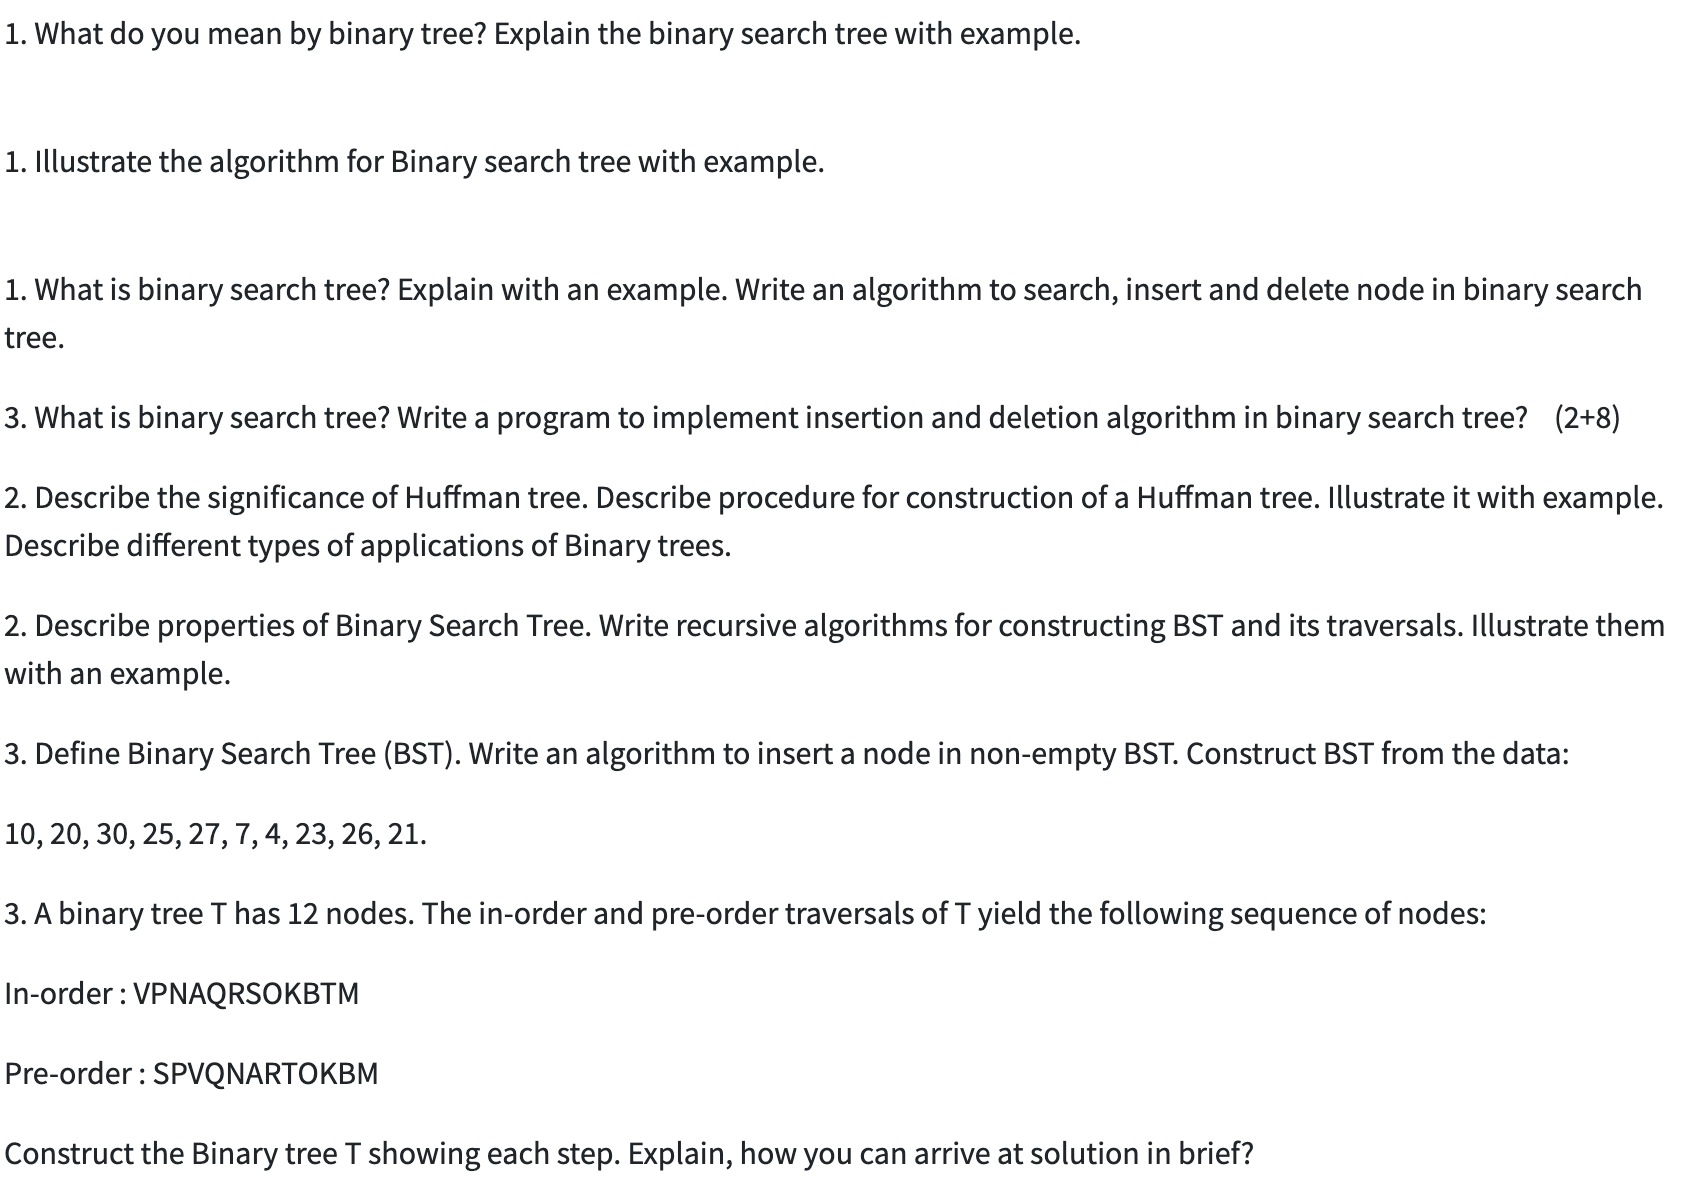 1. What do you mean by binary tree? Explain the binary search tree with example.
1. Illustrate the algorithm for Binary search tree with example.
1. What is binary search tree? Explain with an example. Write an algorithm to search, insert and delete node in binary search
tree.
3. What is binary search tree? Write a program to implement insertion and deletion algorithm in binary search tree? (2+8)
2. Describe the significance of Huffman tree. Describe procedure for construction of a Huffman tree. Illustrate it with example.
Describe different types of applications of Binary trees.
2. Describe properties of Binary Search Tree. Write recursive algorithms for constructing BST and its traversals. Illustrate them
with an example.
3. Define Binary Search Tree (BST). Write an algorithm to insert a node in non-empty BST. Construct BST from the data:
10, 20, 30, 25, 27, 7, 4, 23, 26, 21.
3. A binary tree T has 12 nodes. The in-order and pre-order traversals of T yield the following sequence of nodes:
In-order : VPNAQRSOKBTM
Pre-order : SPVQNARTOKBM
Construct the Binary tree T showing each step. Explain, how you can arrive at solution in brief?